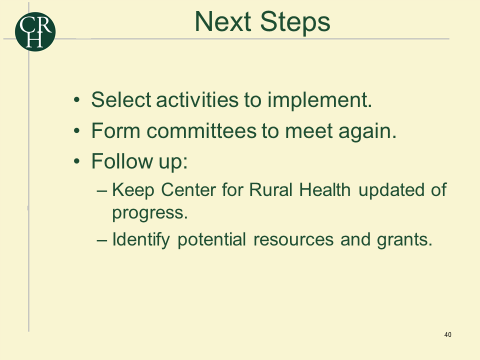 CRH
Next Steps
• Select activities to implement.
• Form committees to meet again.
• Follow up:
– Keep Center for Rural Health updated of
progress.
– Identify potential resources and grants.
40